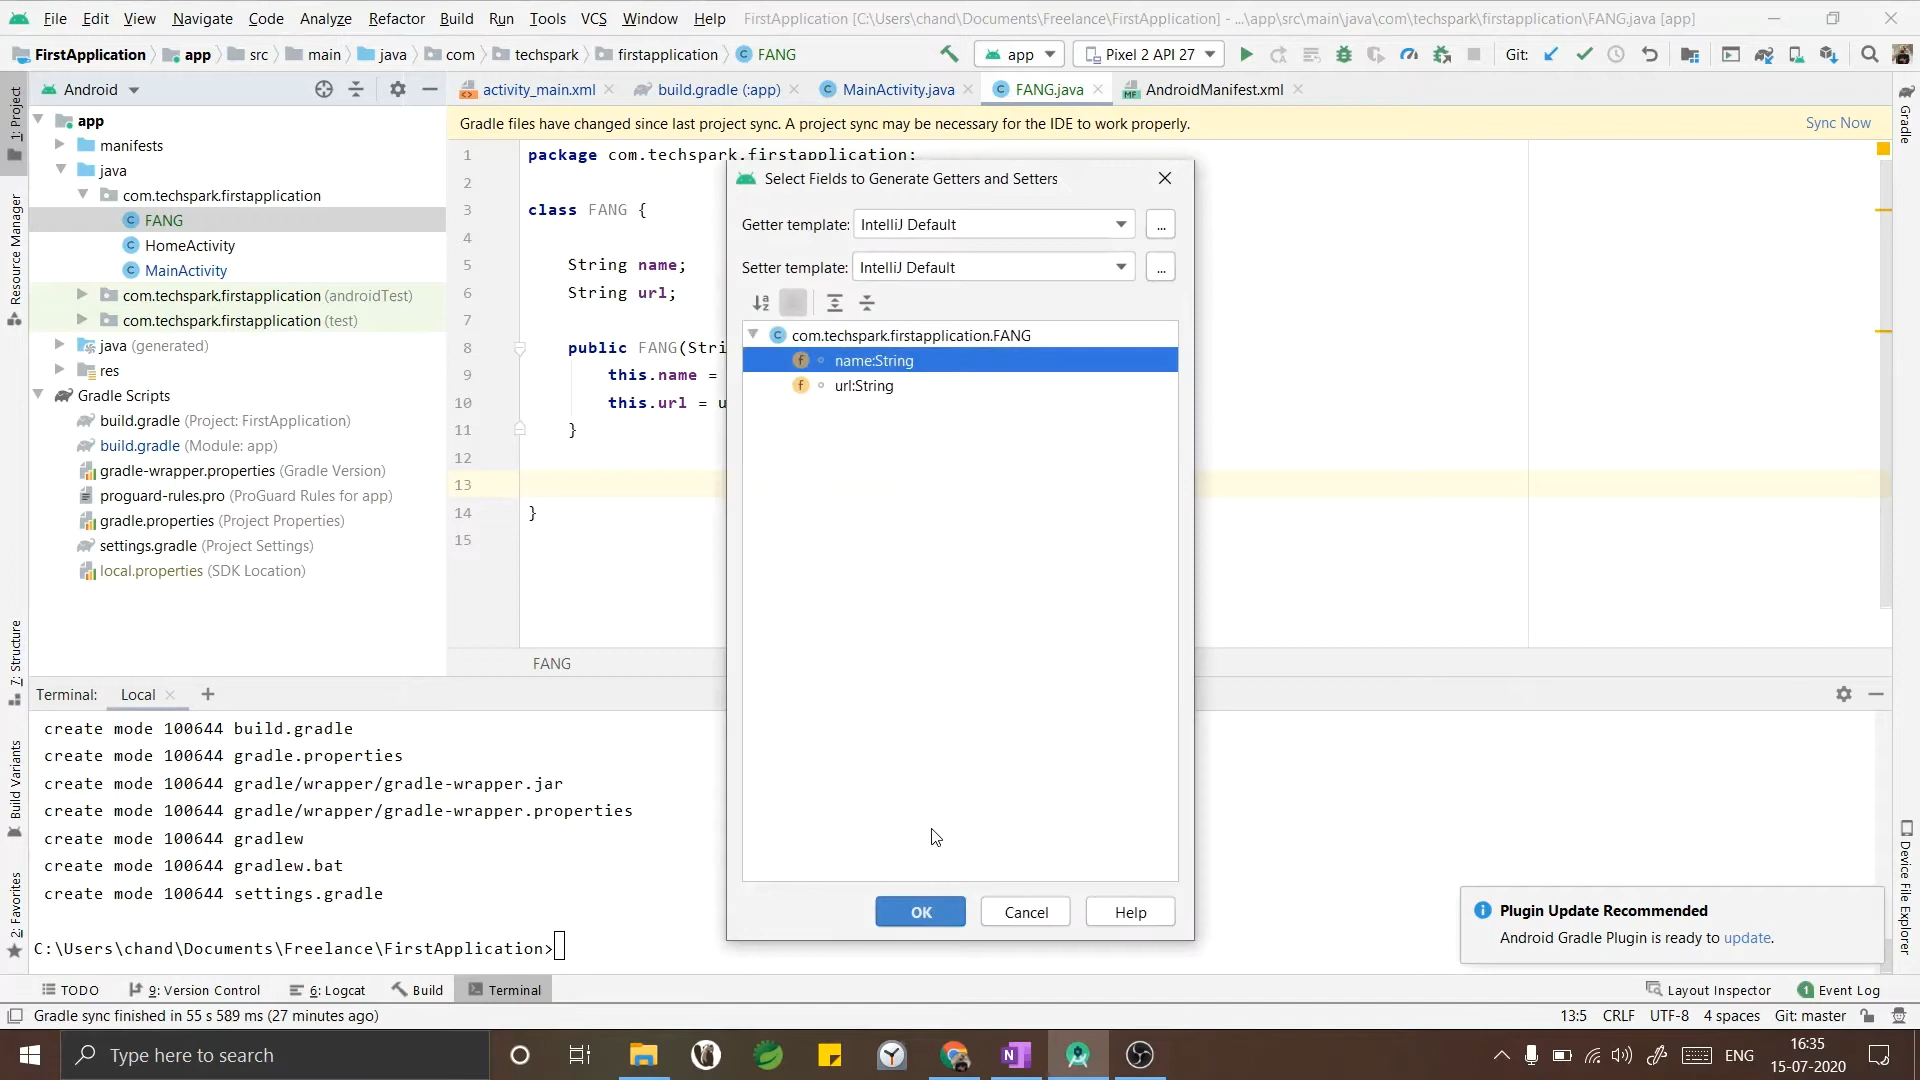 File Edit View Navigate Code Analyze Refactor Build Run Tools VCS Window Help FirstApplication [C:\Users\chand\Documents\Freelance\FirstApplication] - ...\app\src\main\java\com\techspark\firstapplication\FANG.java [app]
FirstApplication app src main java com techspark firstapplication FANG app Pixel 2 API 27 Git:
Android activity_main.xml build.gradle (:app) MainActivity.java FANG.java AndroidManifest.xml
Gradle files have changed since last project sync. A project sync may be necessary for the IDE to work properly. Sync Now
1: Project
Resource Manager
7: Structure
Build Variants
2: Favorites
Gradle
Device File Explorer
app
manifests
java
com.techspark.firstapplication
FANG
HomeActivity
MainActivity
com.techspark.firstapplication (androidTest)
com.techspark.firstapplication (test)
java (generated)
res
Gradle Scripts
build.gradle (Project: FirstApplication)
build.gradle (Module: app)
gradle-wrapper.properties (Gradle Version)
proguard-rules.pro (ProGuard Rules for app)
gradle.properties (Project Properties)
settings.gradle (Project Settings)
local.properties (SDK Location)
1 package com.techspark.firstapplication;
2
3 class FANG {
4
5 String name;
6 String url;
7
8 public FANG(Stri
9 this.name =
10 this.url = u
11 }
12
13
14 }
15
FANG
Select Fields to Generate Getters and Setters
Getter template: IntelliJ Default ...
Setter template: IntelliJ Default ...
com.techspark.firstapplication.FANG
f name:String
f url:String
OK Cancel Help
Terminal: Local +
create mode 100644 build.gradle
create mode 100644 gradle.properties
create mode 100644 gradle/wrapper/gradle-wrapper.jar
create mode 100644 gradle/wrapper/gradle-wrapper.properties
create mode 100644 gradlew
create mode 100644 gradlew.bat
create mode 100644 settings.gradle
C:\Users\chand\Documents\Freelance\FirstApplication>
Plugin Update Recommended
Android Gradle Plugin is ready to update.
TODO 9: Version Control 6: Logcat Build Terminal Layout Inspector 1 Event Log
Gradle sync finished in 55 s 589 ms (27 minutes ago) 13:5 CRLF UTF-8 4 spaces Git: master
Type here to search ENG 16:35
15-07-2020